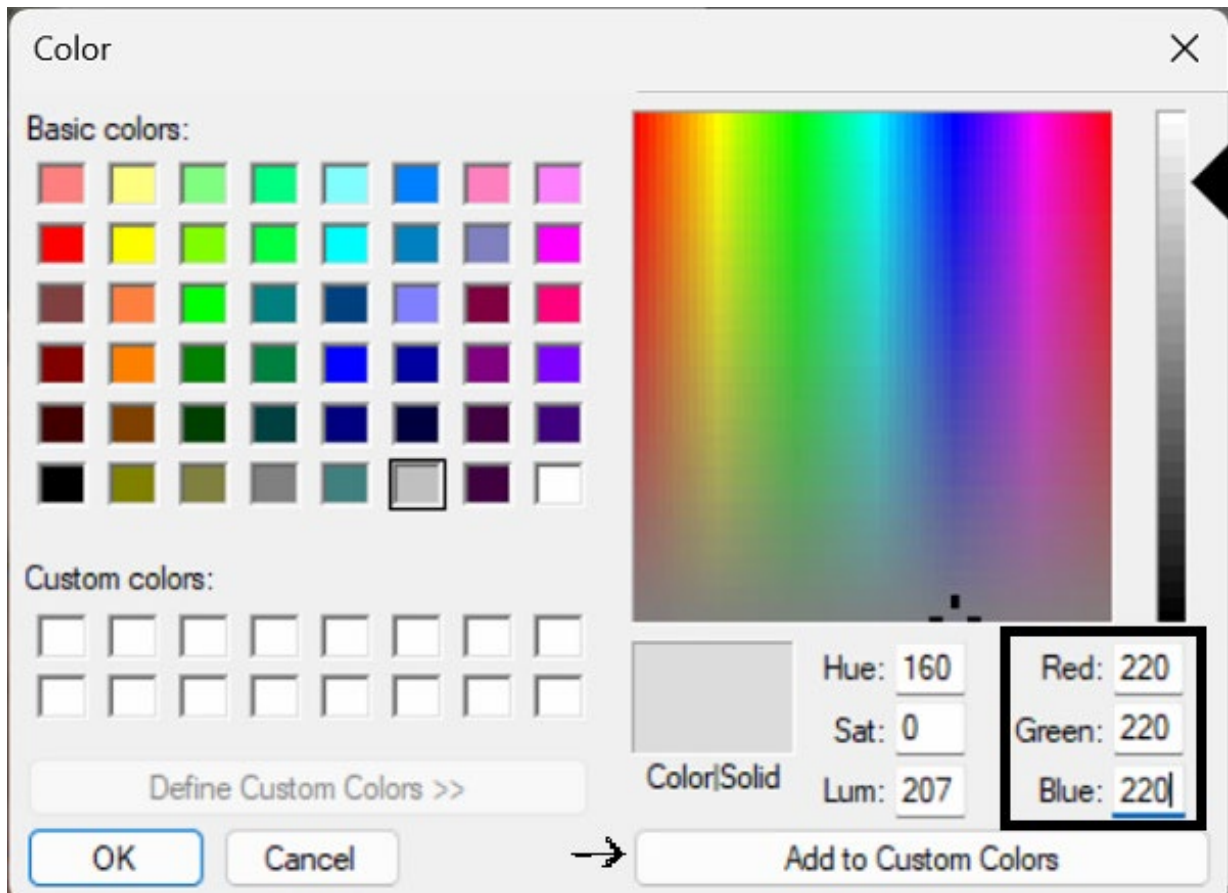 Color
Basic colors:
Custom colors:
Define Custom Colors >>
OK Cancel
Color|Solid
Hue: 160 Red: 220
Sat: 0 Green: 220
Lum: 207 Blue: 220
Add to Custom Colors